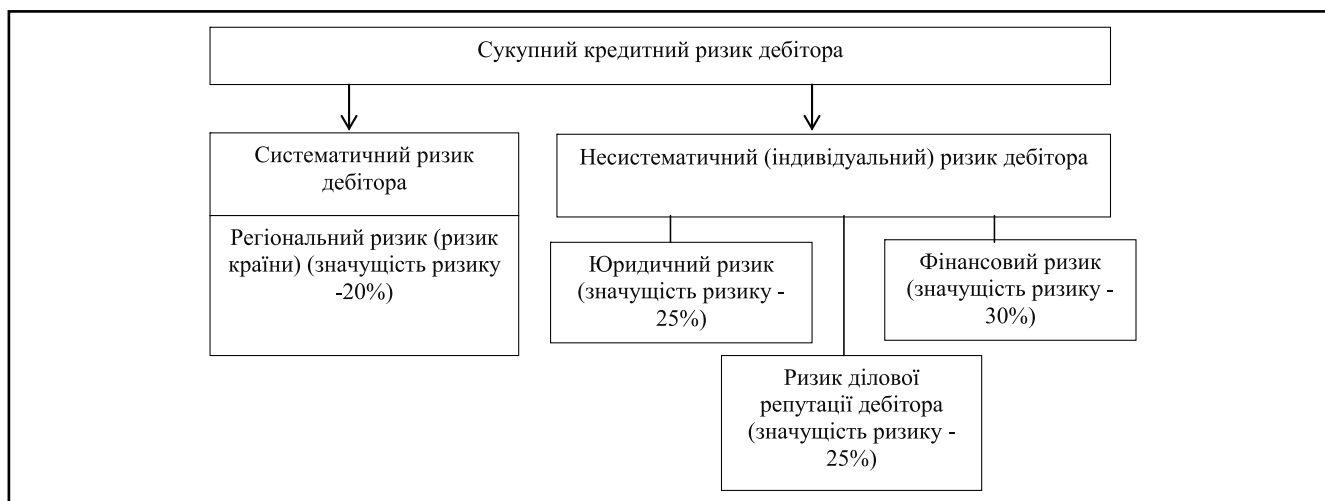 Сукупний кредитний ризик дебітора
Систематичний ризик
дебітора
Регіональний ризик (ризик
країни) (значущість ризику
-20%)
Несистематичний (індивідуальний) ризик дебітора
Юридичний ризик
(значущість ризику -
25%)
Ризик ділової
репутації дебітора
(значущість ризику -
25%)
Фінансовий ризик
(значущість ризику -
30%)